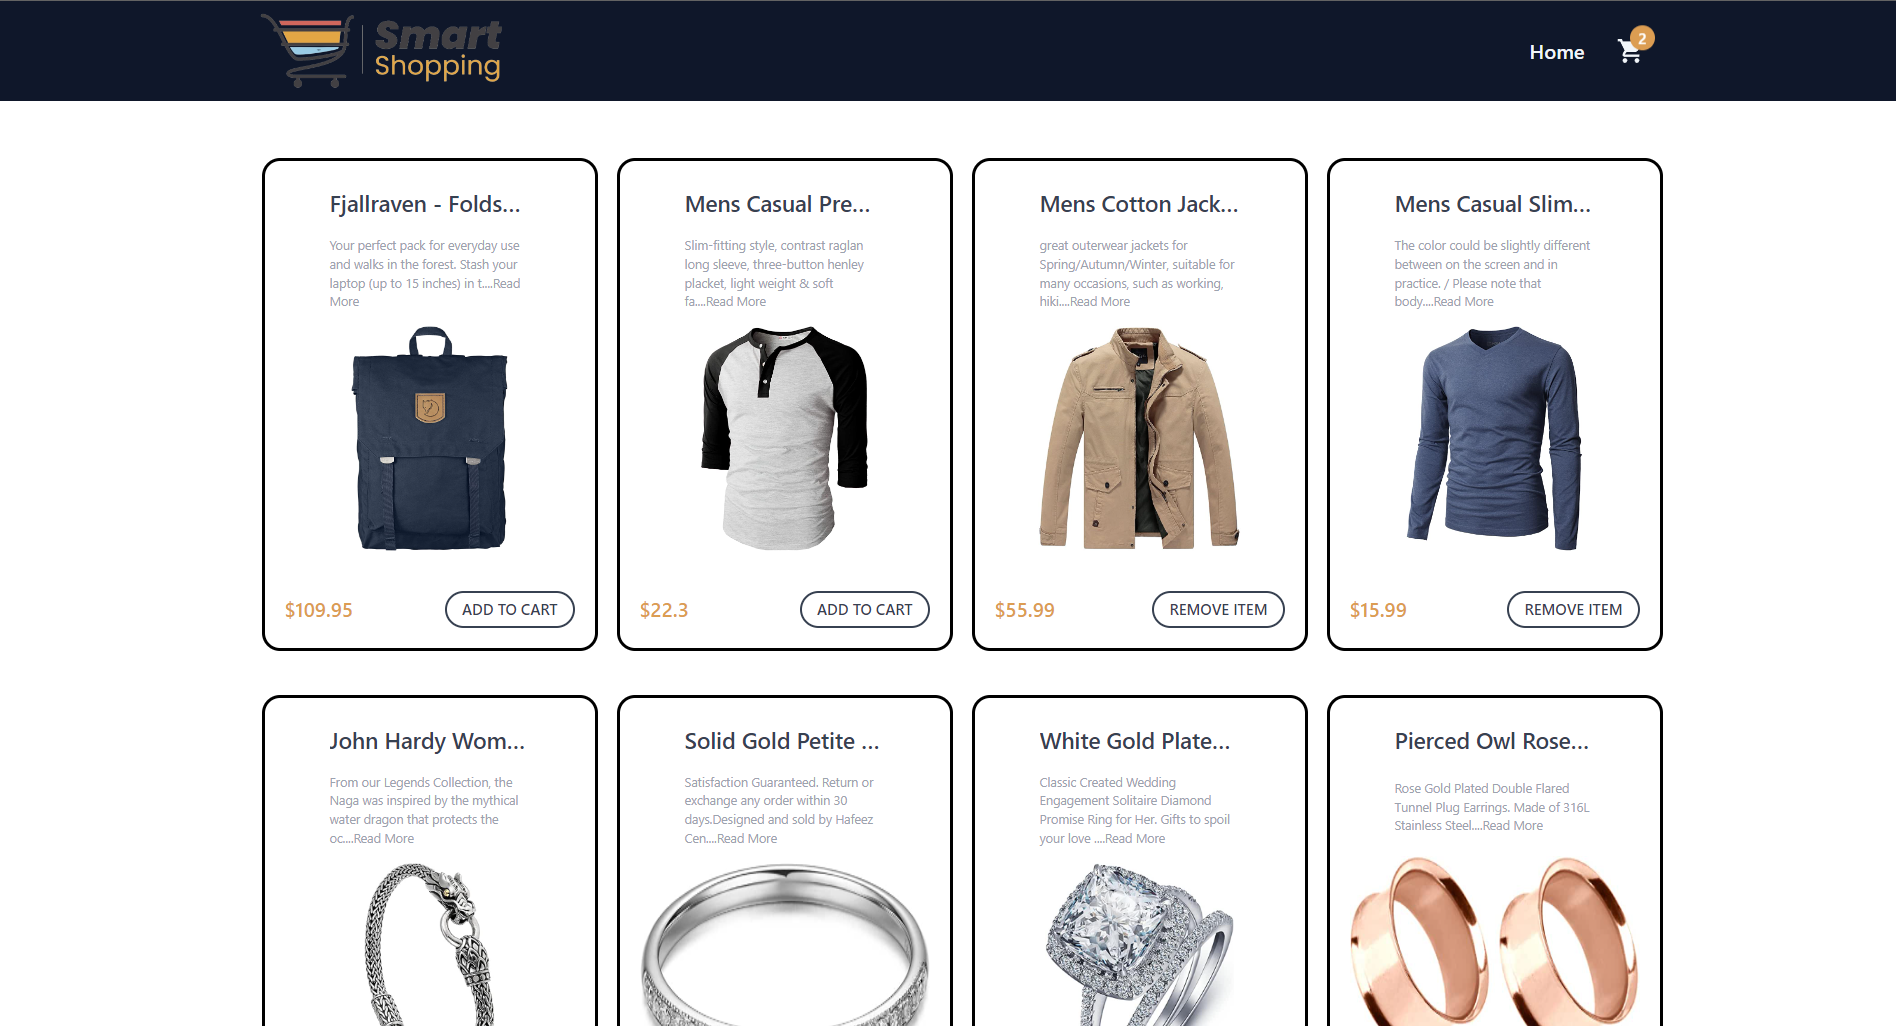 Smart
Shopping
Home
2
Fjallraven - Folds...
Your perfect pack for everyday use
and walks in the forest. Stash your
laptop (up to 15 inches) in t....Read
More
$109.95
ADD TO CART
Mens Casual Pre...
Slim-fitting style, contrast raglan
long sleeve, three-button henley
placket, light weight & soft
fa....Read More
$22.3
ADD TO CART
Mens Cotton Jack...
great outerwear jackets for
Spring/Autumn/Winter, suitable for
many occasions, such as working,
hiki....Read More
$55.99
REMOVE ITEM
Mens Casual Slim...
The color could be slightly different
between on the screen and in
practice. / Please note that
body....Read More
$15.99
REMOVE ITEM
John Hardy Wom...
From our Legends Collection, the
Naga was inspired by the mythical
water dragon that protects the
oc....Read More
Solid Gold Petite ...
Satisfaction Guaranteed. Return or
exchange any order within 30
days.Designed and sold by Hafeez
Cen....Read More
White Gold Plate...
Classic Created Wedding
Engagement Solitaire Diamond
Promise Ring for Her. Gifts to spoil
your love ....Read More
Pierced Owl Rose...
Rose Gold Plated Double Flared
Tunnel Plug Earrings. Made of 316L
Stainless Steel....Read More